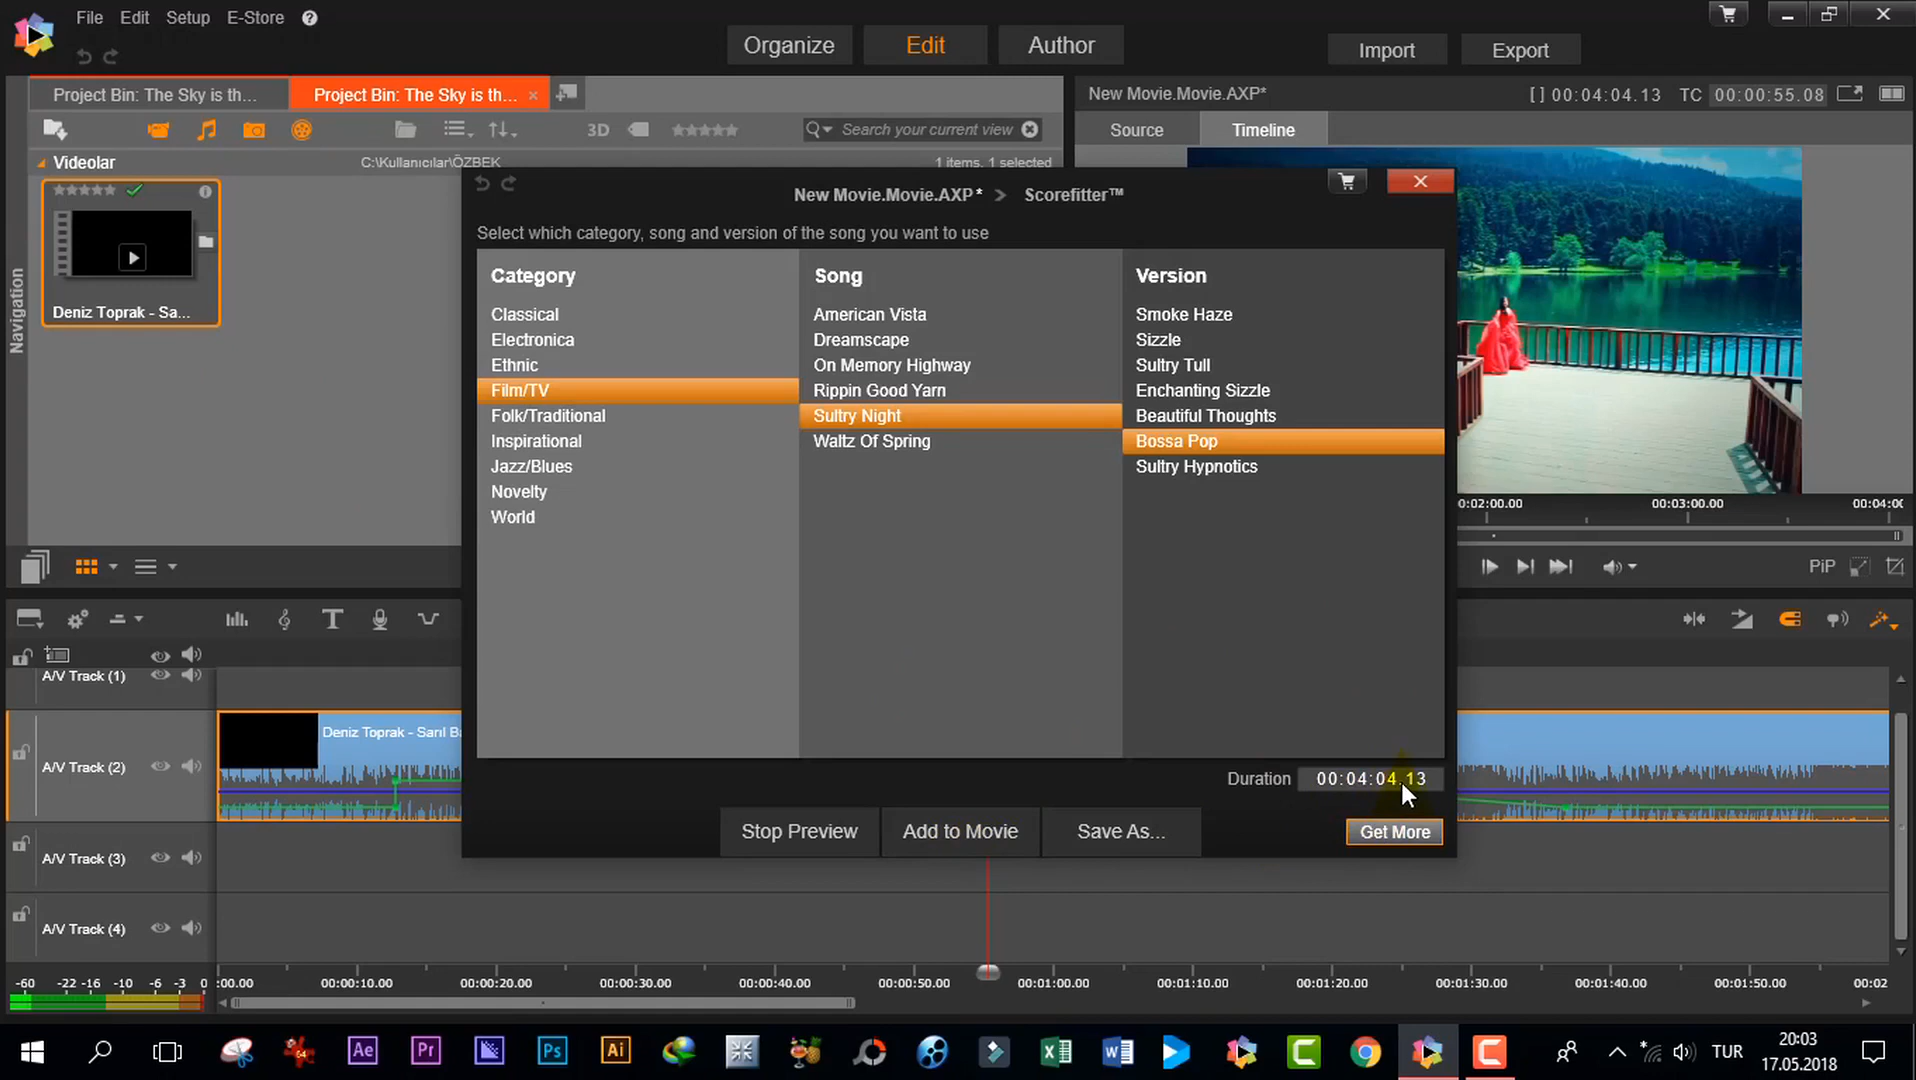 File Edit Setup E-Store ?
Organize Edit Author Import Export
Project Bin: The Sky is th... Project Bin: The Sky is th... ×
New Movie.Movie.AXP* [ ] 00:04:04.13 TC 00:00:55.08
3D Search your current view
Source Timeline
Videolar C:\Kullanıcılar\ÖZBEK 1 items, 1 selected
Deniz Toprak - Sa...
Navigation
New Movie.Movie.AXP* > Scorefitter™
Select which category, song and version of the song you want to use
Category Song Version
Classical American Vista Smoke Haze
Electronica Dreamscape Sizzle
Ethnic On Memory Highway Sultry Tull
Film/TV Rippin Good Yarn Enchanting Sizzle
Folk/Traditional Sultry Night Beautiful Thoughts
Inspirational Waltz Of Spring Bossa Pop
Jazz/Blues Sultry Hypnotics
Novelty
World
Duration 00:04:04.13
Stop Preview Add to Movie Save As... Get More
0:02:00.00 00:03:00.00 00:04:00
PiP
T
A/V Track (1)
A/V Track (2) Deniz Toprak - Sarıl B
A/V Track (3)
A/V Track (4)
-60 -22 -16 -10 -6 -3 0 :00.00 00:00:10.00 00:00:20.00 00:00:30.00 00:00:40.00 00:00:50.00 00:01:00.00 00:01:10.00 00:01:20.00 00:01:30.00 00:01:40.00 00:01:50.00 00:02
64 Ae Pr Ps Ai TUR 20:03
17.05.2018